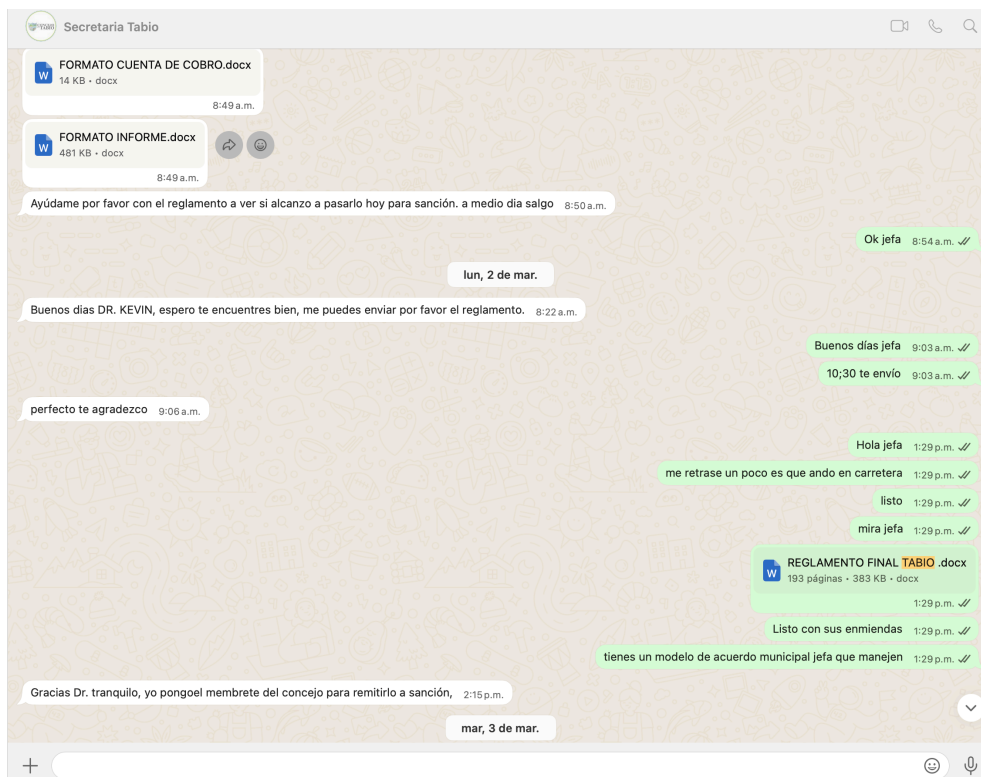 Secretaria Tabio
FORMATO CUENTA DE COBRO.docx
14 KB • docx
8:49 a.m.
FORMATO INFORME.docx
481 KB • docx
8:49 a.m.
Ayúdame por favor con el reglamento a ver si alcanzo a pasarlo hoy para sanción. a medio dia salgo 8:50 a.m.
Ok jefa 8:54 a.m.
lun, 2 de mar.
Buenos dias DR. KEVIN, espero te encuentres bien, me puedes enviar por favor el reglamento. 8:22 a.m.
Buenos días jefa 9:03 a.m.
10;30 te envío 9:03 a.m.
perfecto te agradezco 9:06 a.m.
Hola jefa 1:29 p.m.
me retrase un poco es que ando en carretera 1:29 p.m.
listo 1:29 p.m.
mira jefa 1:29 p.m.
W REGLAMENTO FINAL TABIO .docx
193 páginas • 383 KB • docx
1:29 p.m.
Listo con sus enmiendas 1:29 p.m.
tienes un modelo de acuerdo municipal jefa que manejen 1:29 p.m.
Gracias Dr. tranquilo, yo pongoel membrete del concejo para remitirlo a sanción, 2:15 p.m.
mar, 3 de mar.